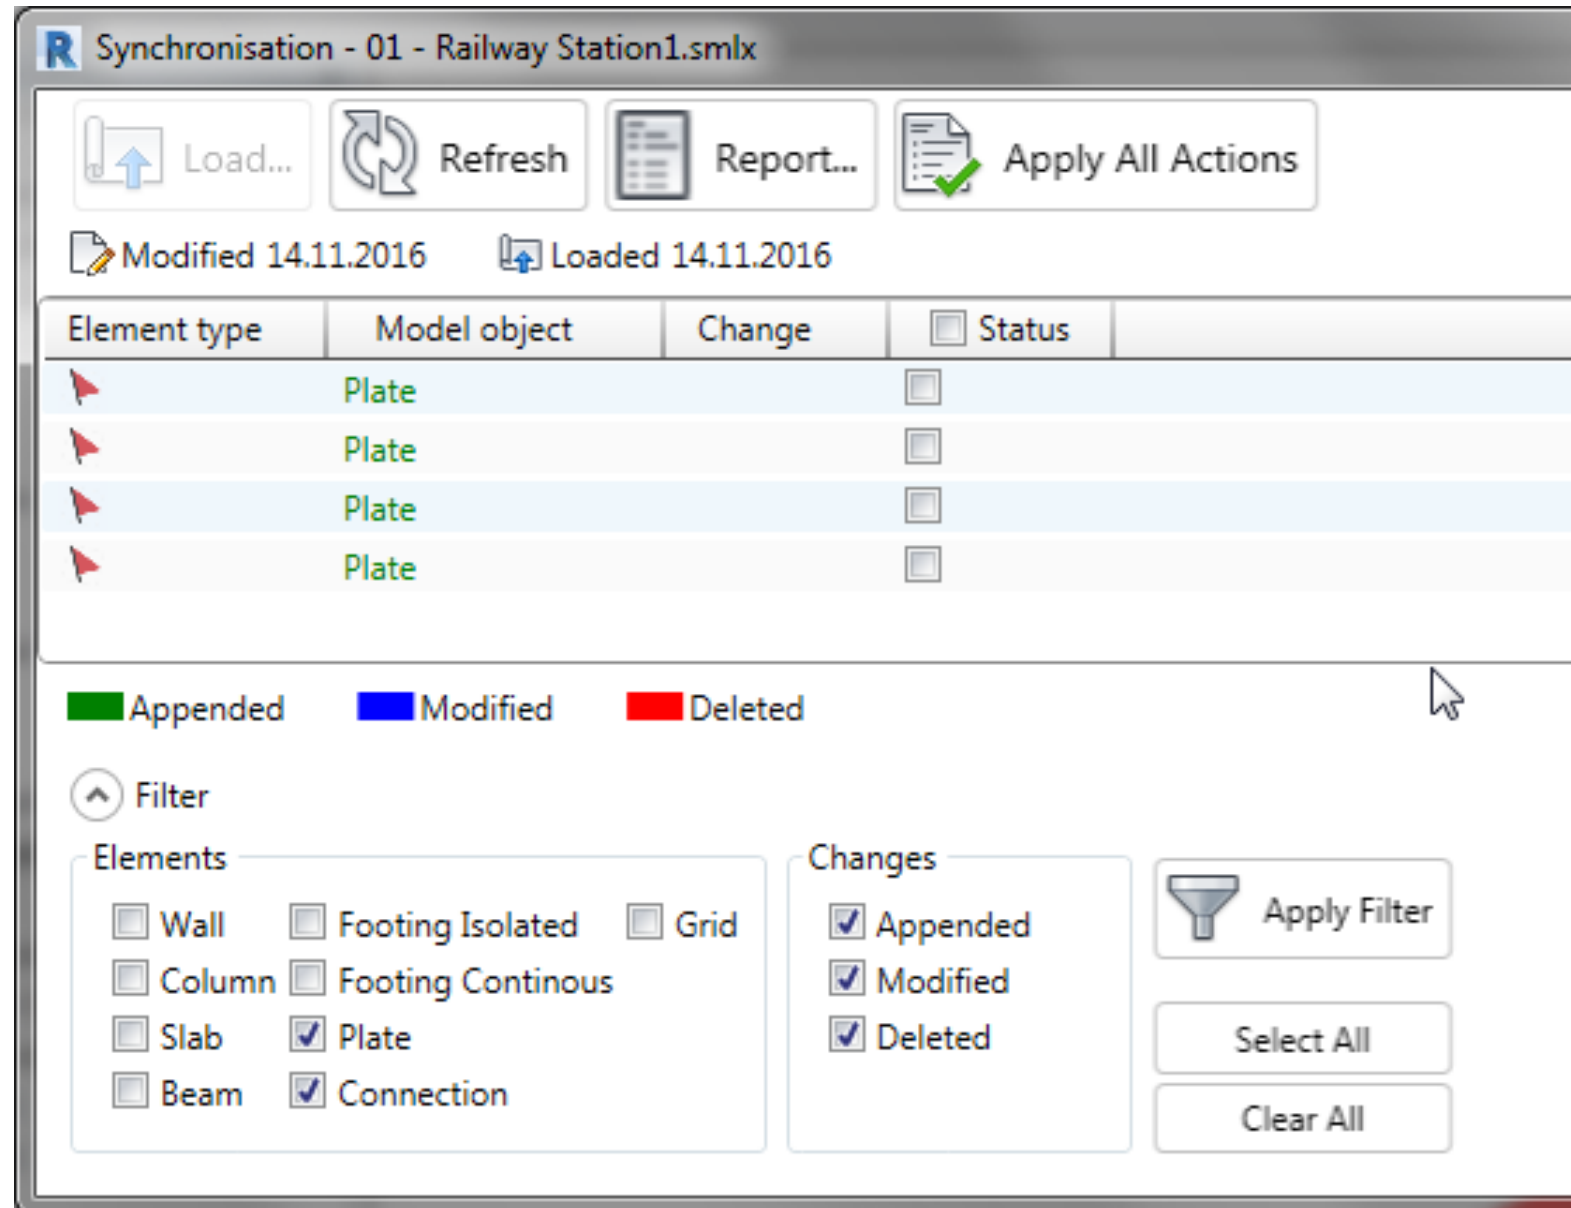 Synchronisation - 01 - Railway Station1.smlx
Load... Refresh Report... Apply All Actions
Modified 14.11.2016 Loaded 14.11.2016
Element type Model object Change Status
Plate
Plate
Plate
Plate
Appended Modified Deleted
Filter
Elements Changes
Wall Footing Isolated Grid Appended Apply Filter
Column Footing Continous Modified
Slab Plate Deleted Select All
Beam Connection Clear All